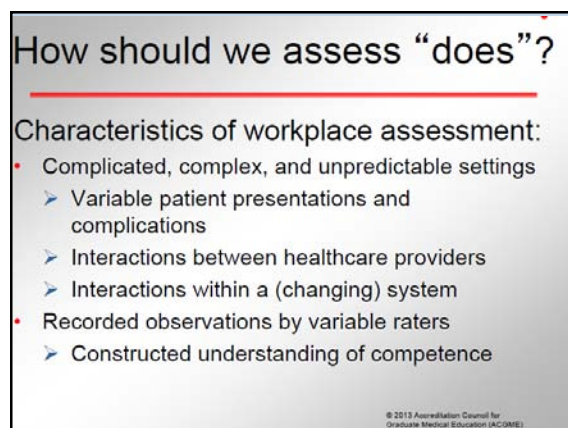 How should we assess “does”?
Characteristics of workplace assessment:
• Complicated, complex, and unpredictable settings
➢ Variable patient presentations and
complications
➢ Interactions between healthcare providers
➢ Interactions within a (changing) system
• Recorded observations by variable raters
➢ Constructed understanding of competence
© 2013 Accreditation Council for
Graduate Medical Education (ACGME)